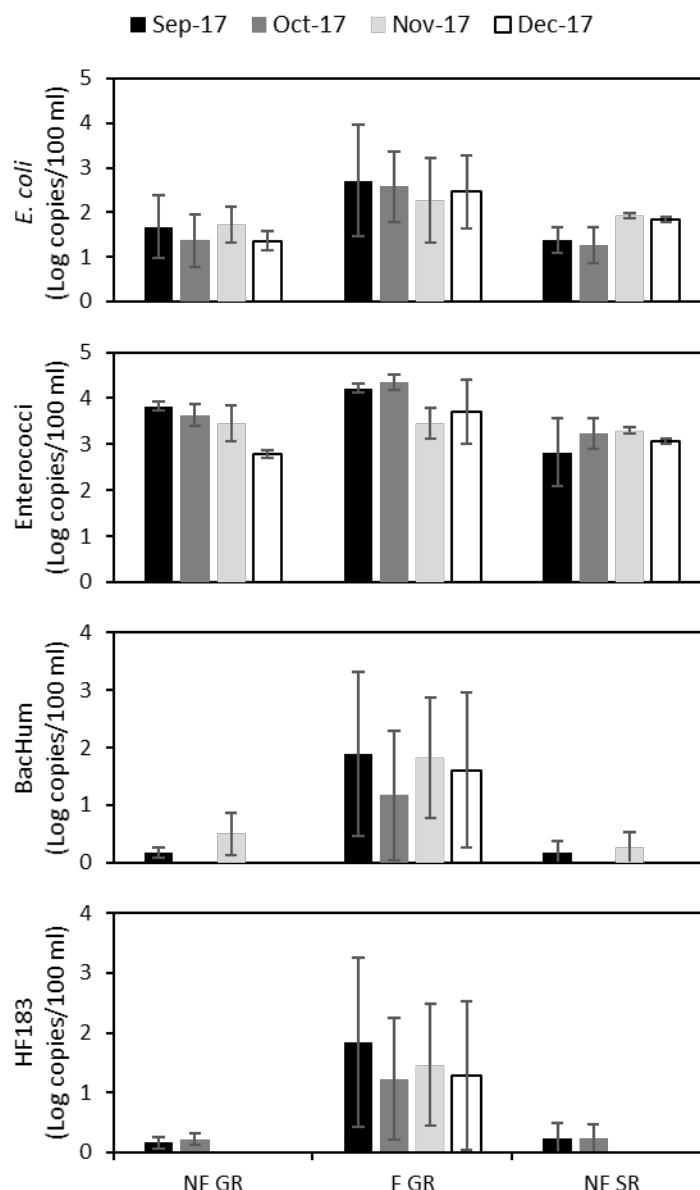 Sep-17 Oct-17 Nov-17 Dec-17
E. coli
(Log copies/100 ml)
5
4
3
2
1
0
Enterococci
(Log copies/100 ml)
5
4
3
2
1
0
BacHum
(Log copies/100 ml)
4
3
2
1
0
HF183
(Log copies/100 ml)
4
3
2
1
0
NF GR F GR NF SR